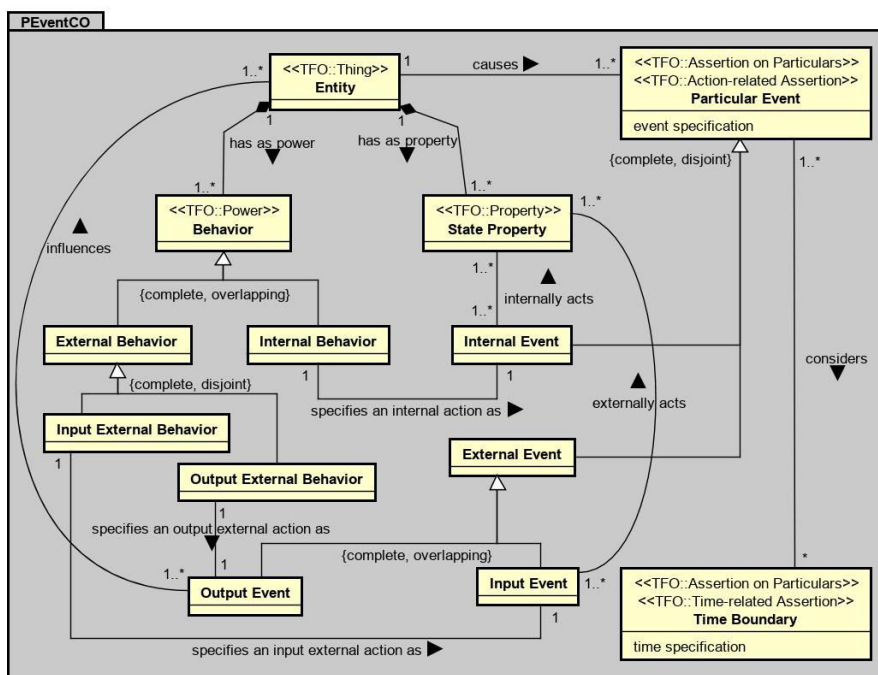 PEventCO
<<TFO::Thing>>
Entity
1..*
1
causes ▶
1..*
<<TFO::Assertion on Particulars>>
<<TFO::Action-related Assertion>>
Particular Event
event specification
1
1
has as power
▼
has as property
▼
{complete, disjoint}
1..*
1..*
1..*
1..*
<<TFO::Power>>
Behavior
<<TFO::Property>>
State Property
▲
influences
1..*
▲
internally acts
{complete, overlapping}
1..*
External Behavior
Internal Behavior
Internal Event
considers
▼
1
1
▲
externally acts
{complete, disjoint}
specifies an internal action as ▶
Input External Behavior
External Event
1
Output External Behavior
1
specifies an output external action as
▼
{complete, overlapping}
*
1..*
1
Output Event
Input Event
1..*
<<TFO::Assertion on Particulars>>
<<TFO::Time-related Assertion>>
Time Boundary
time specification
1
specifies an input external action as ▶